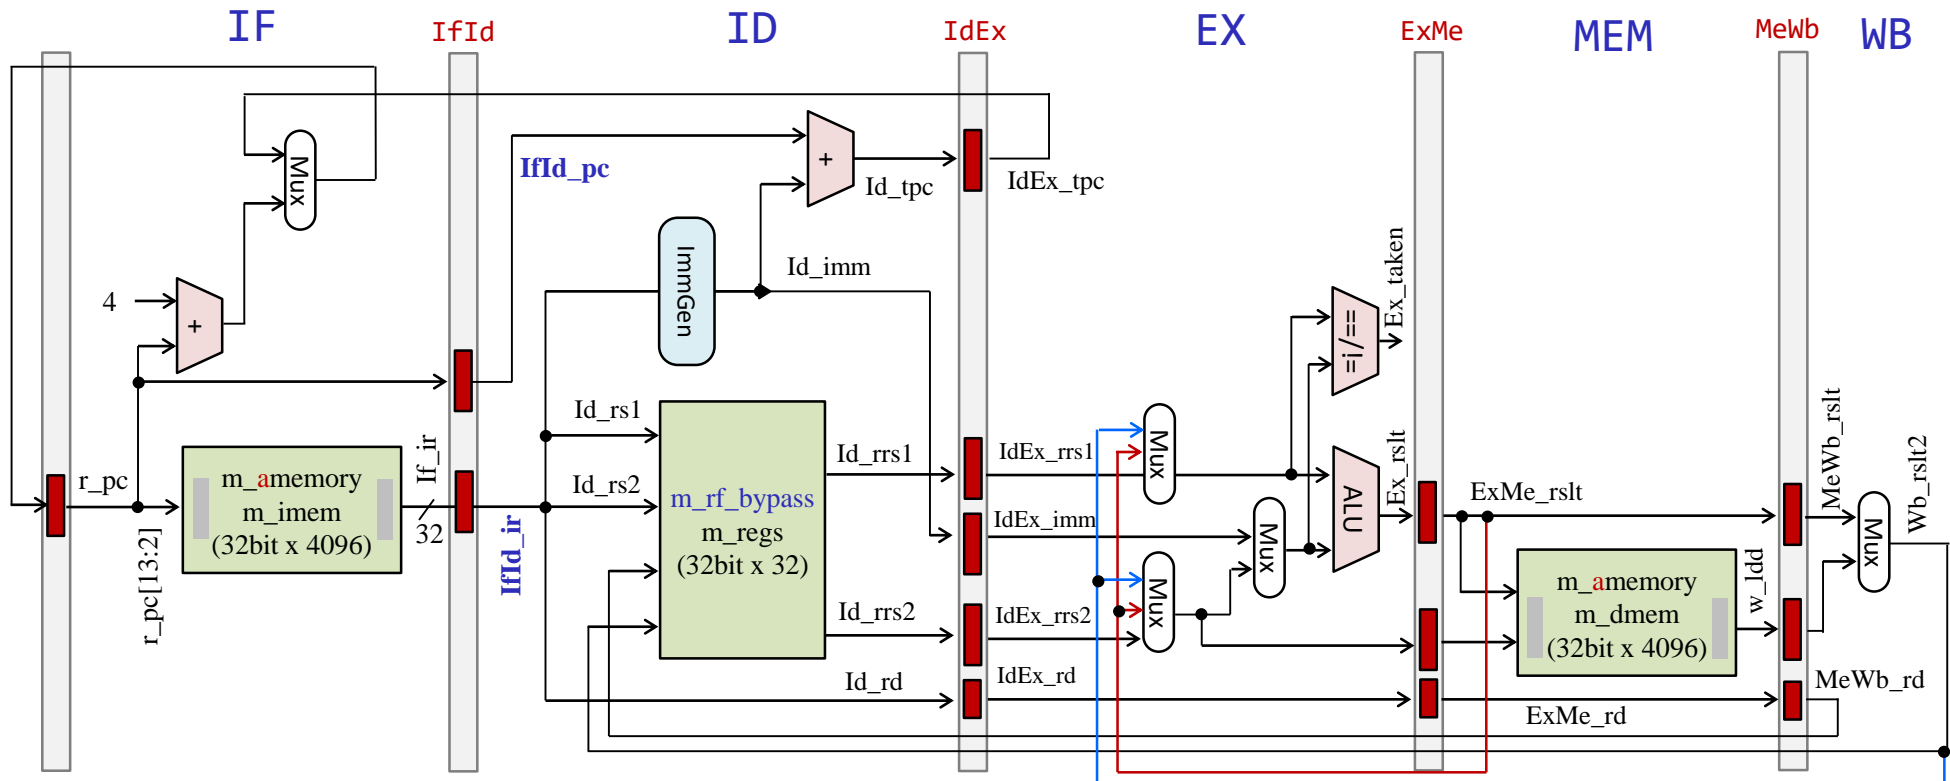 IF
IfId
ID
IdEx
EX
ExMe
MEM
MeWb
WB
Mux
4
+
r_pc
r_pc[13:2]
m_amemory
m_imem
(32bit x 4096)
If_ir
32
IfId_pc
IfId_ir
+
Id_tpc
IdEx_tpc
ImmGen
Id_imm
Id_rs1
Id_rs2
m_rf_bypass
m_regs
(32bit x 32)
Id_rrs1
Id_rrs2
Id_rd
IdEx_rrs1
IdEx_imm
IdEx_rrs2
IdEx_rd
Mux
Mux
Mux
==/!=
Ex_taken
ALU
Ex_rslt
ExMe_rslt
m_amemory
m_dmem
(32bit x 4096)
ExMe_rd
w_ldd
MeWb_rslt
MeWb_rd
Mux
Wb_rslt2